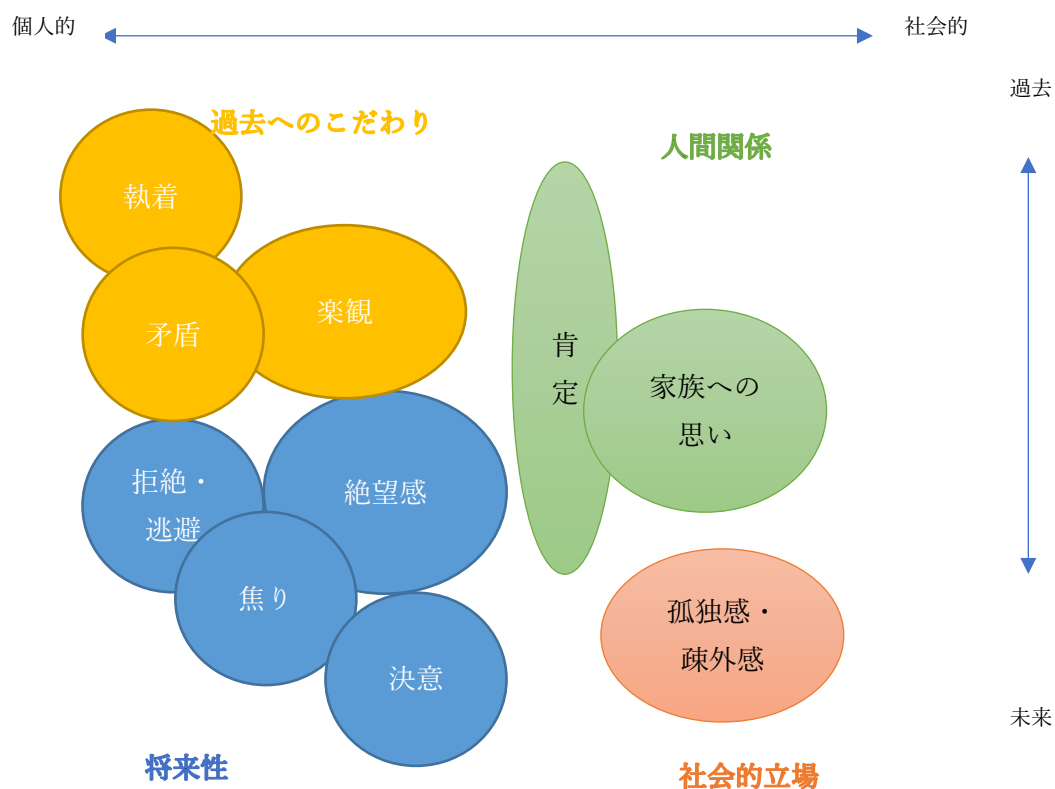 個人的
社会的
過去
過去へのこだわり
人間関係
執着
矛盾
楽観
肯
定
家族への
思い
拒絶・
逃避
絶望感
焦り
決意
孤独感・
疎外感
未来
将来性
社会的立場